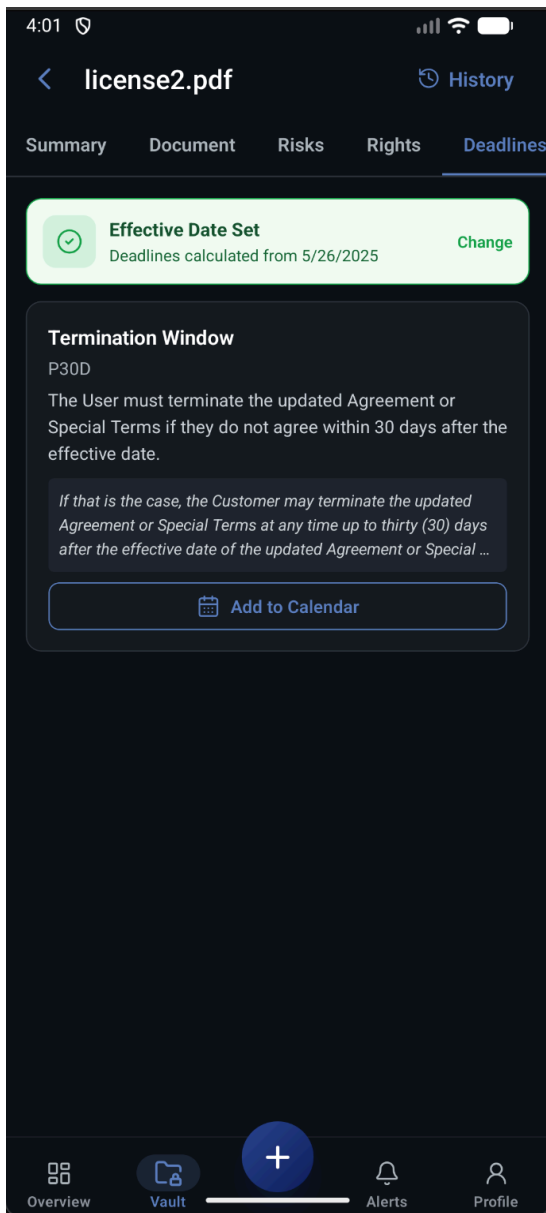 4:01
license2.pdf
History
Summary Document Risks Rights Deadlines
Effective Date Set
Deadlines calculated from 5/26/2025
Change
Termination Window
P30D
The User must terminate the updated Agreement or
Special Terms if they do not agree within 30 days after the
effective date.
If that is the case, the Customer may terminate the updated
Agreement or Special Terms at any time up to thirty (30) days
after the effective date of the updated Agreement or Special ...
Add to Calendar
Overview Vault Alerts Profile